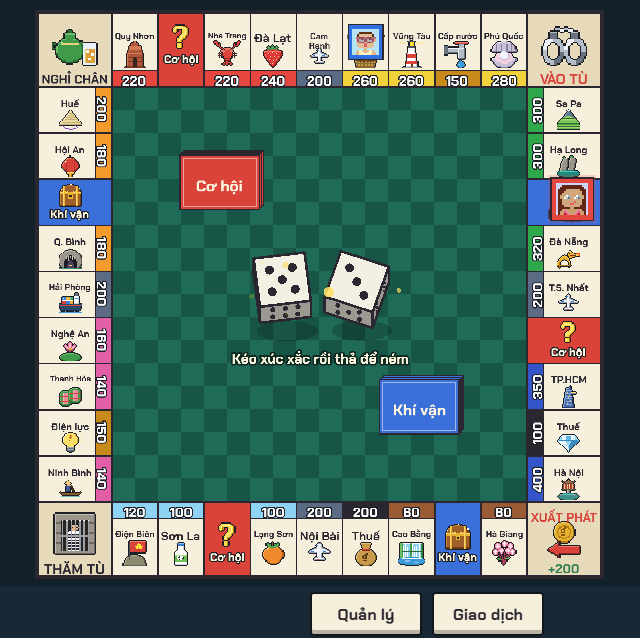 NGHỈ CHÂN
Quy Nhơn
220
?
Cơ hội
Nha Trang
220
Đà Lạt
240
Cam Ranh
200
260
Vũng Tàu
260
Cấp nước
150
Phú Quốc
280
VÀO TÙ
Huế
200
Hội An
180
Khí vận
Q. Bình
180
Hải Phòng
200
Nghệ An
160
Thanh Hóa
140
Điện lực
150
Ninh Bình
140
Cơ hội
Kéo xúc xắc rồi thả để ném
Khí vận
300
Sa Pa
300
Hạ Long
320
Đà Nẵng
200
T.S. Nhất
?
Cơ hội
350
TP.HCM
100
Thuế
400
Hà Nội
THĂM TÙ
120
Điện Biên
100
Sơn La
?
Cơ hội
100
Lạng Sơn
200
Nội Bài
200
Thuế
60
Cao Bằng
Khí vận
60
Hà Giang
XUẤT PHÁT
+200
Quản lý
Giao dịch